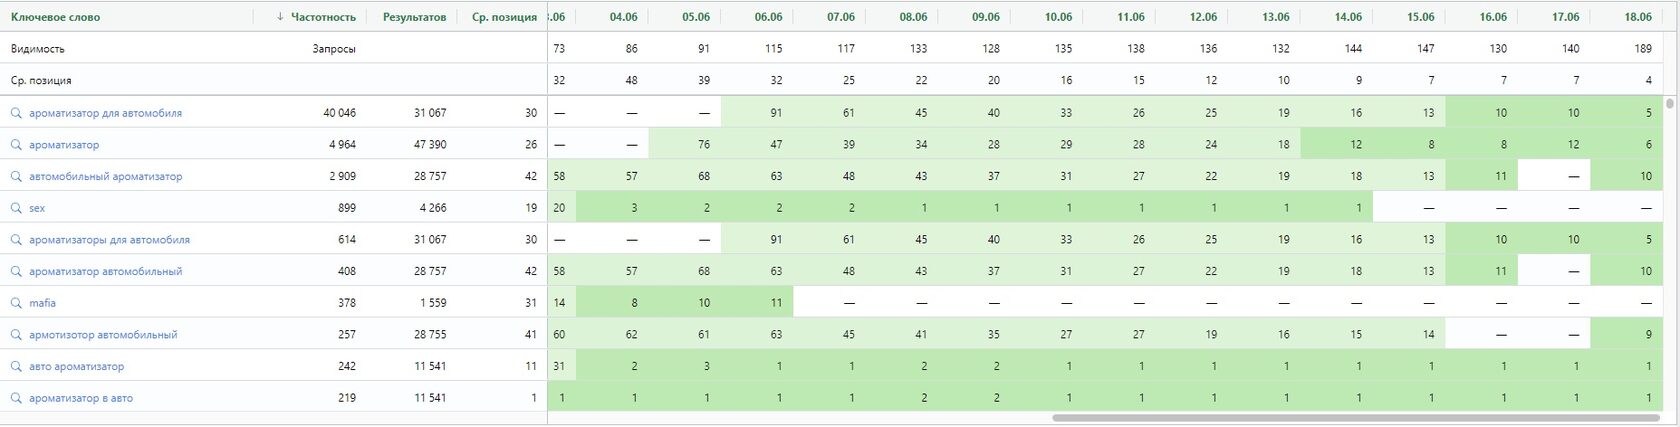 Ключевое слово ↓ Частотность Результатов Ср. позиция 3.06 04.06 05.06 06.06 07.06 08.06 09.06 10.06 11.06 12.06 13.06 14.06 15.06 16.06 17.06 18.06
Видимость Запросы 73 86 91 115 117 133 128 135 138 136 132 144 147 130 140 189
Ср. позиция 32 48 39 32 25 22 20 16 15 12 10 9 7 7 7 4
ароматизатор для автомобиля 40 046 31 067 30 — — — 91 61 45 40 33 26 25 19 16 13 10 10 5
ароматизатор 4 964 47 390 26 — — 76 47 39 34 28 29 28 24 18 12 8 8 12 6
автомобильный ароматизатор 2 909 28 757 42 58 57 68 63 48 43 37 31 27 22 19 18 13 11 — 10
sex 899 4 266 19 20 3 2 2 2 1 1 1 1 1 1 1 — — — —
ароматизаторы для автомобиля 614 31 067 30 — — — 91 61 45 40 33 26 25 19 16 13 10 10 5
ароматизатор автомобильный 408 28 757 42 58 57 68 63 48 43 37 31 27 22 19 18 13 11 — 10
mafia 378 1 559 31 14 8 10 11 — — — — — — — — — — — —
армотизотор автомобильный 257 28 755 41 60 62 61 63 45 41 35 27 27 19 16 15 14 — — 9
авто ароматизатор 242 11 541 11 31 2 3 1 1 2 2 1 1 1 1 1 1 1 1 1
ароматизатор в авто 219 11 541 1 1 1 1 1 1 2 2 1 1 1 1 1 1 1 1 1